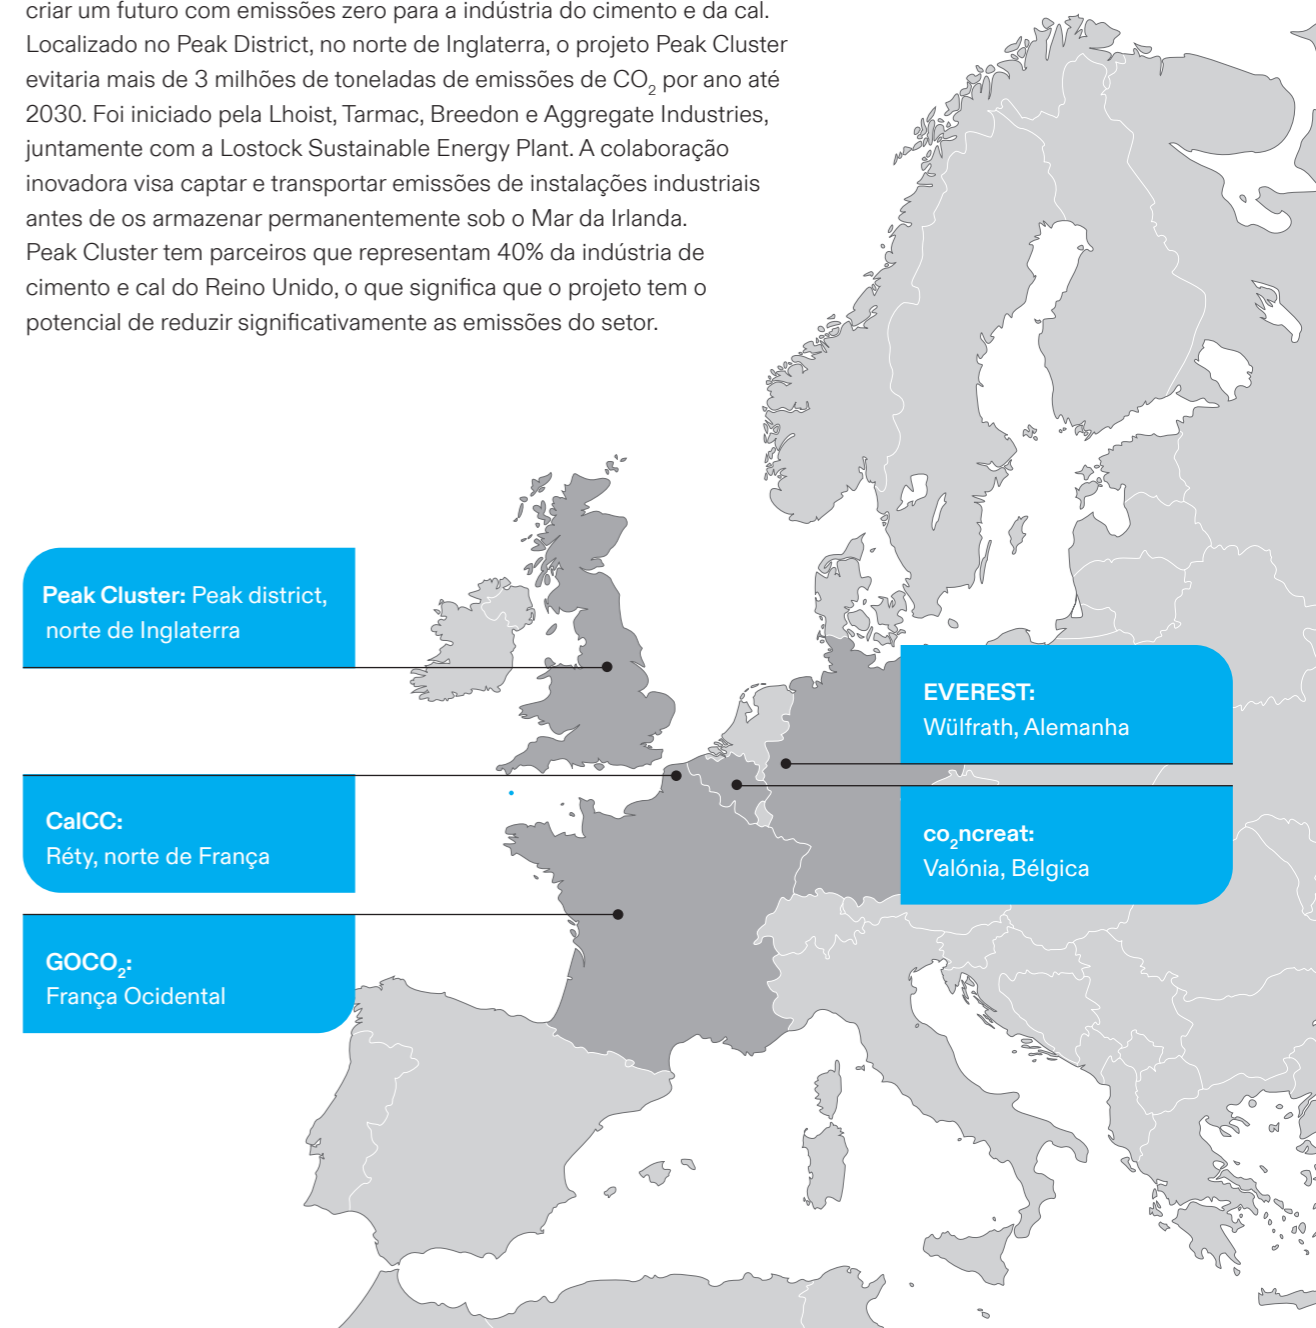 criar um futuro com emissões zero para a indústria do cimento e da cal.
Localizado no Peak District, no norte de Inglaterra, o projeto Peak Cluster
evitaria mais de 3 milhões de toneladas de emissões de CO₂ por ano até
2030. Foi iniciado pela Lhoist, Tarmac, Breedon e Aggregate Industries,
juntamente com a Lostock Sustainable Energy Plant. A colaboração
inovadora visa captar e transportar emissões de instalações industriais
antes de os armazenar permanentemente sob o Mar da Irlanda.
Peak Cluster tem parceiros que representam 40% da indústria de
cimento e cal do Reino Unido, o que significa que o projeto tem o
potencial de reduzir significativamente as emissões do setor.
Peak Cluster: Peak district,
norte de Inglaterra
EVEREST:
Wülfrath, Alemanha
CalCC:
Réty, norte de França
co₂ncreat:
Valónia, Bélgica
GOCO₂:
França Ocidental